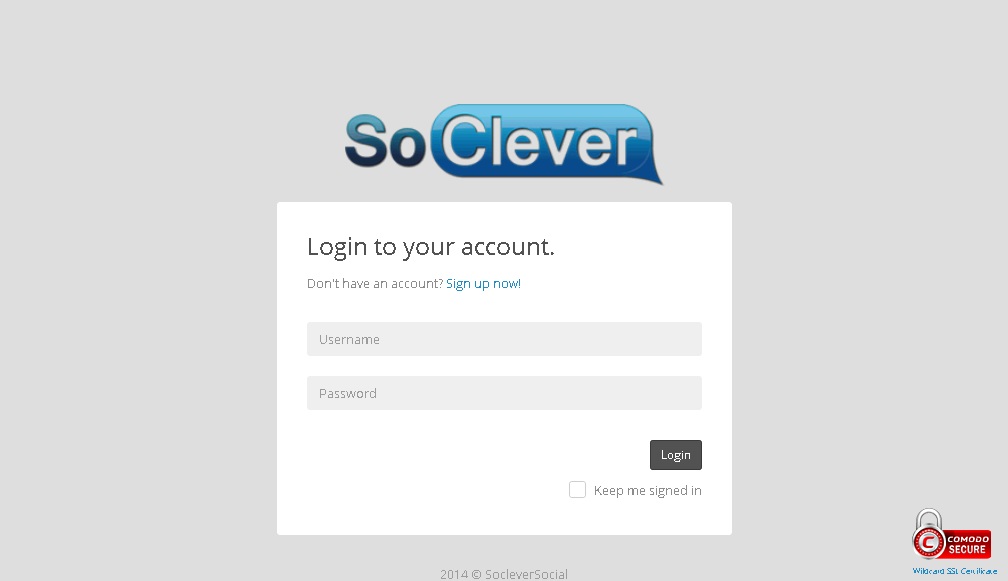 SoClever
Login to your account.
Don't have an account? Sign up now!
Username
Password
Login
Keep me signed in
COMODO
SECURE
Wildcard SSL Certificate
2014 © SocleverSocial